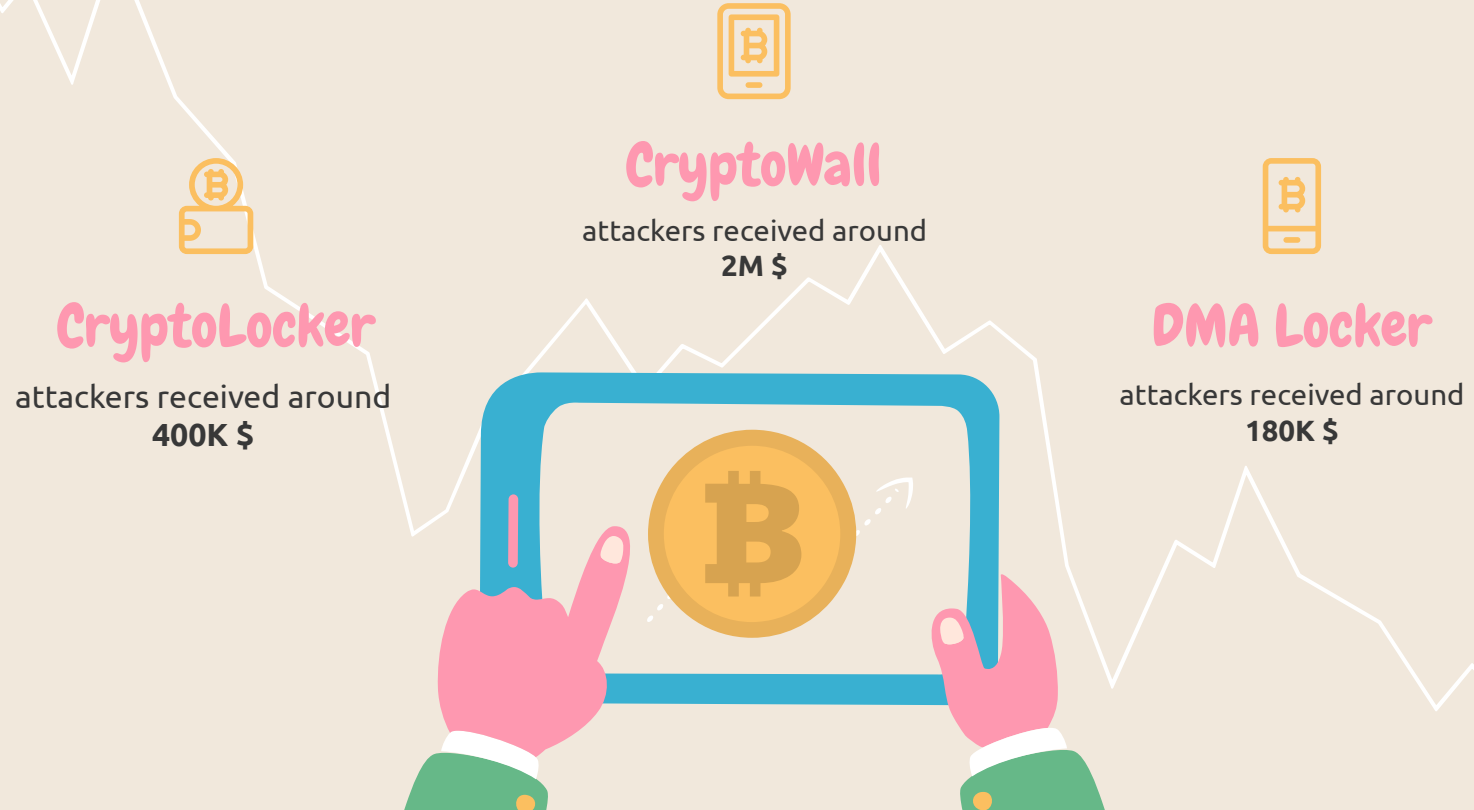 CryptoWall
attackers received around
2M $
CryptoLocker
attackers received around
400K $
DMA Locker
attackers received around
180K $